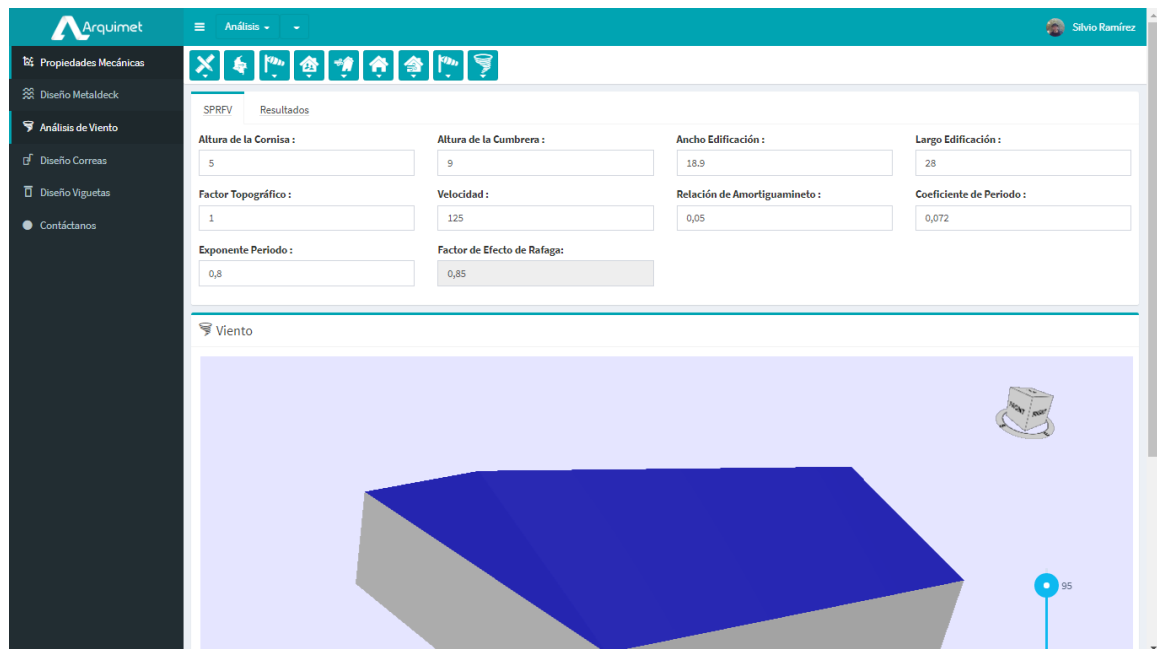 Arquimet
Análisis
Silvio Ramírez
Propiedades Mecánicas
Diseño Metaldeck
Análisis de Viento
Diseño Correas
Diseño Viguetas
Contáctanos
SPRFV Resultados
Altura de la Cornisa : Altura de la Cumbrera : Ancho Edificación : Largo Edificación :
5 9 18.9 28
Factor Topográfico : Velocidad : Relación de Amortiguamineto : Coeficiente de Periodo :
1 125 0,05 0,072
Exponente Periodo : Factor de Efecto de Rafaga:
0,8 0,85
Viento
FRONT RIGHT
95